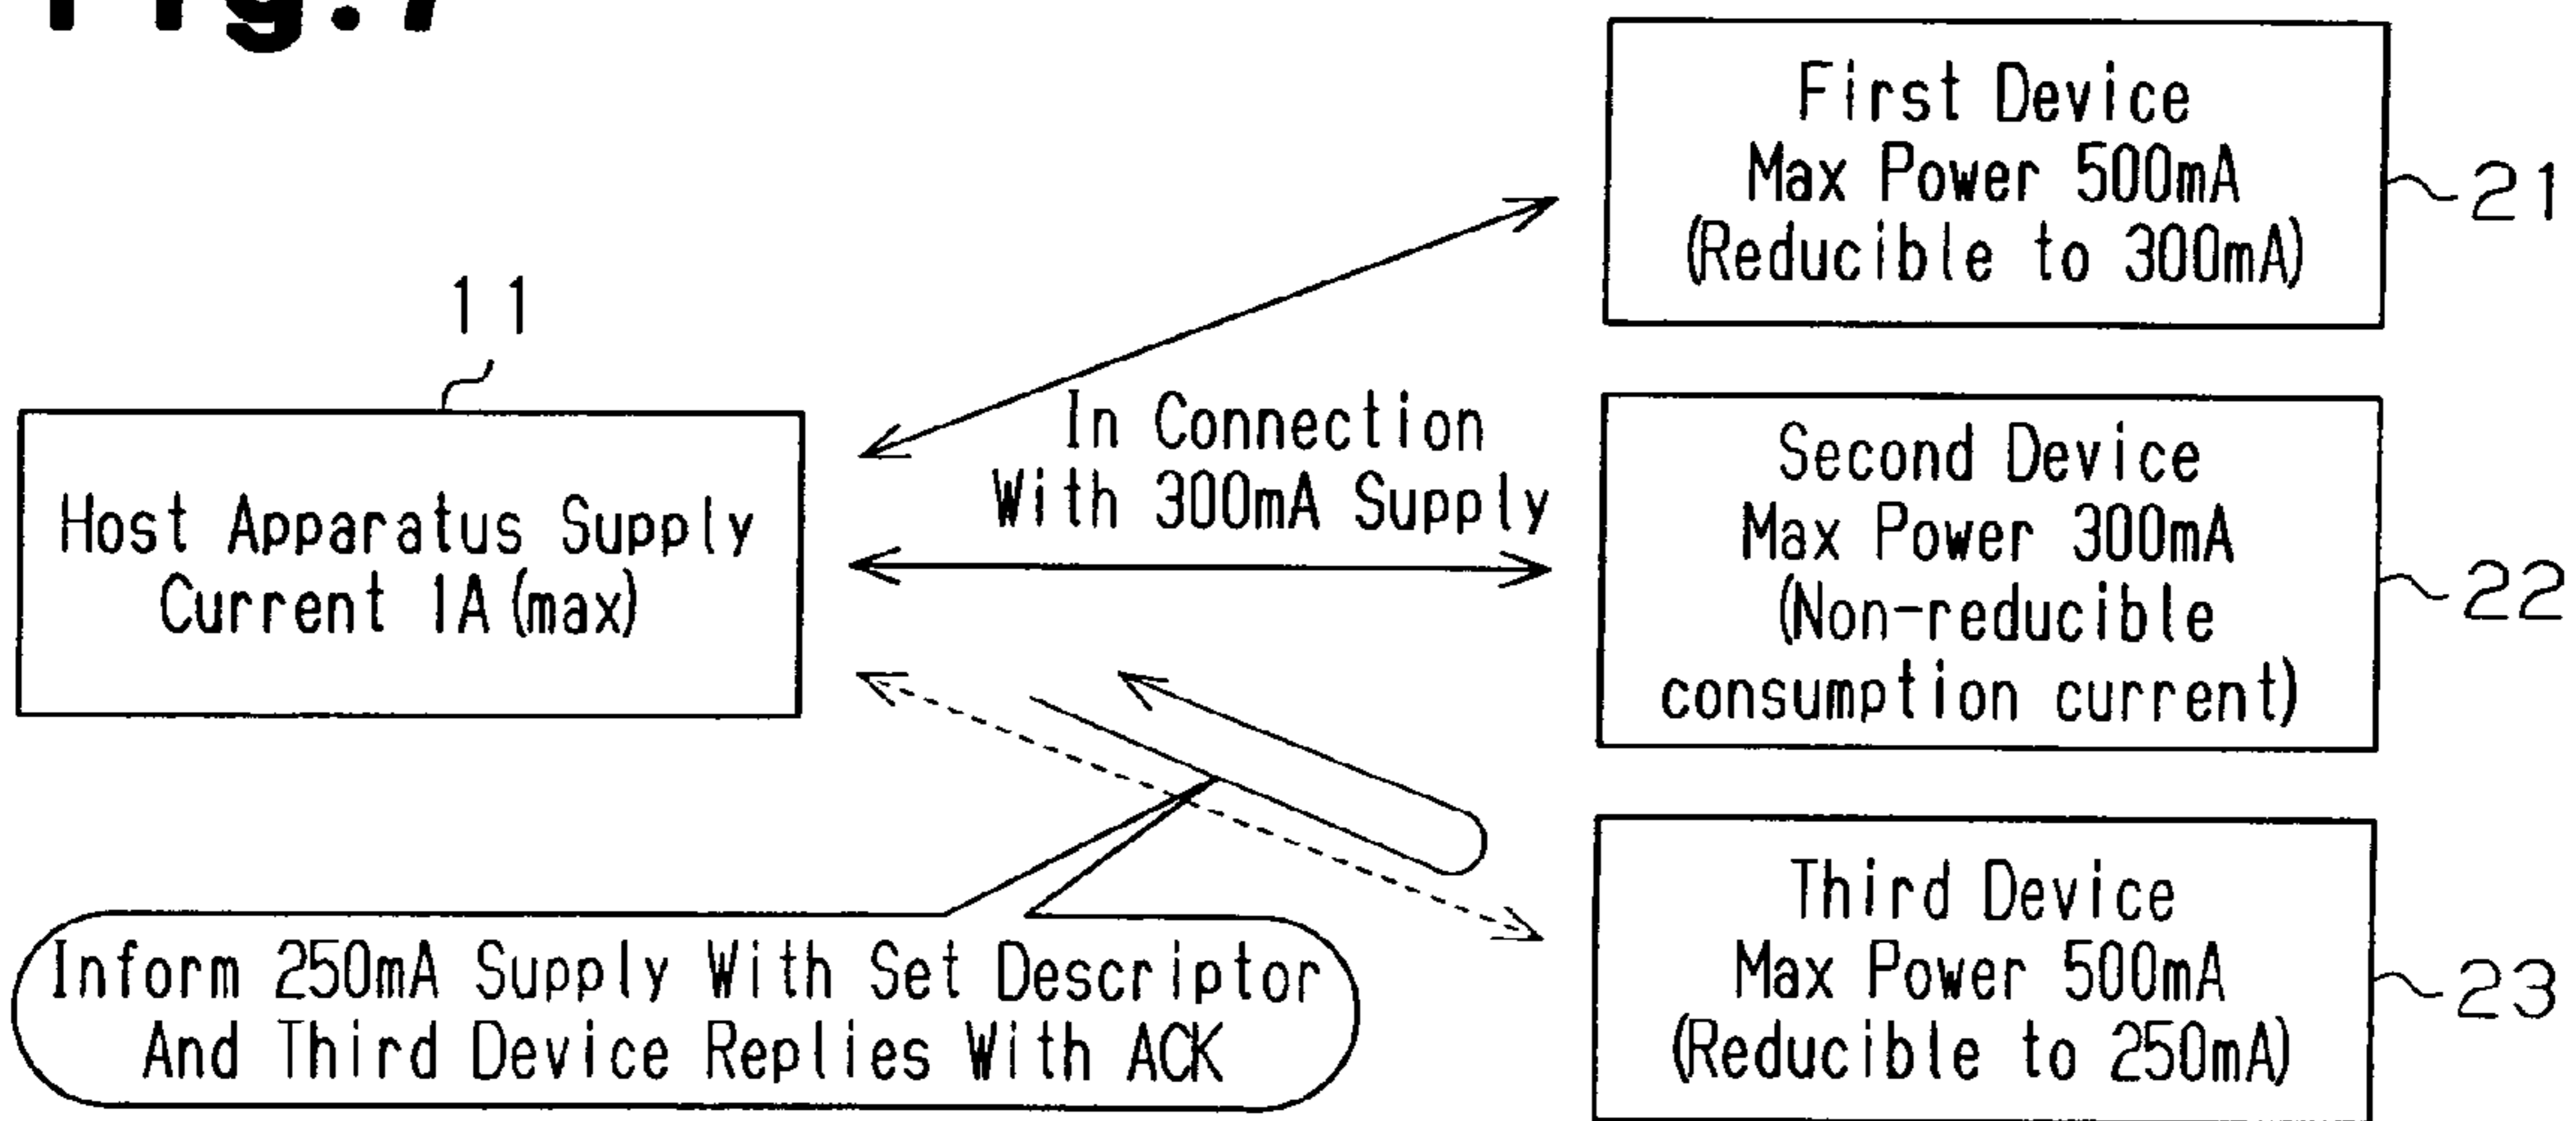 Fig.7
11
Host Apparatus Supply
Current 1A (max)
In Connection
With 300mA Supply
First Device
Max Power 500mA
(Reducible to 300mA)
21
Second Device
Max Power 300mA
(Non-reducible
consumption current)
22
Inform 250mA Supply With Set Descriptor
And Third Device Replies With ACK
Third Device
Max Power 500mA
(Reducible to 250mA)
23